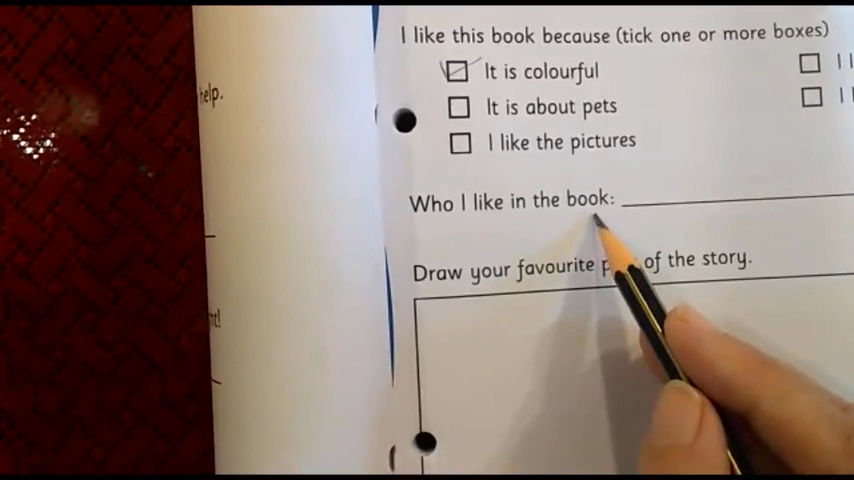 help.
I like this book because (tick one or more boxes)
It is colourful
It is about pets
I like the pictures
Who I like in the book:
Draw your favourite of the story.